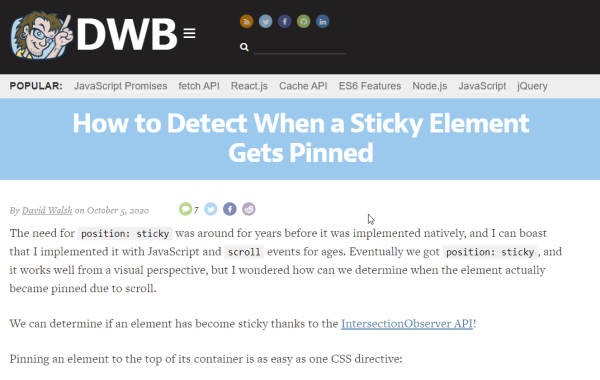 DWB
POPULAR: JavaScript Promises fetch API React.js Cache API ES6 Features Node.js JavaScript jQuery
How to Detect When a Sticky Element
Gets Pinned
By David Walsh on October 5, 2020 7
The need for position: sticky was around for years before it was implemented natively, and I can boast
that I implemented it with JavaScript and scroll events for ages. Eventually we got position: sticky, and
it works well from a visual perspective, but I wondered how can we determine when the element actually
became pinned due to scroll.
We can determine if an element has become sticky thanks to the IntersectionObserver API!
Pinning an element to the top of its container is as easy as one CSS directive: